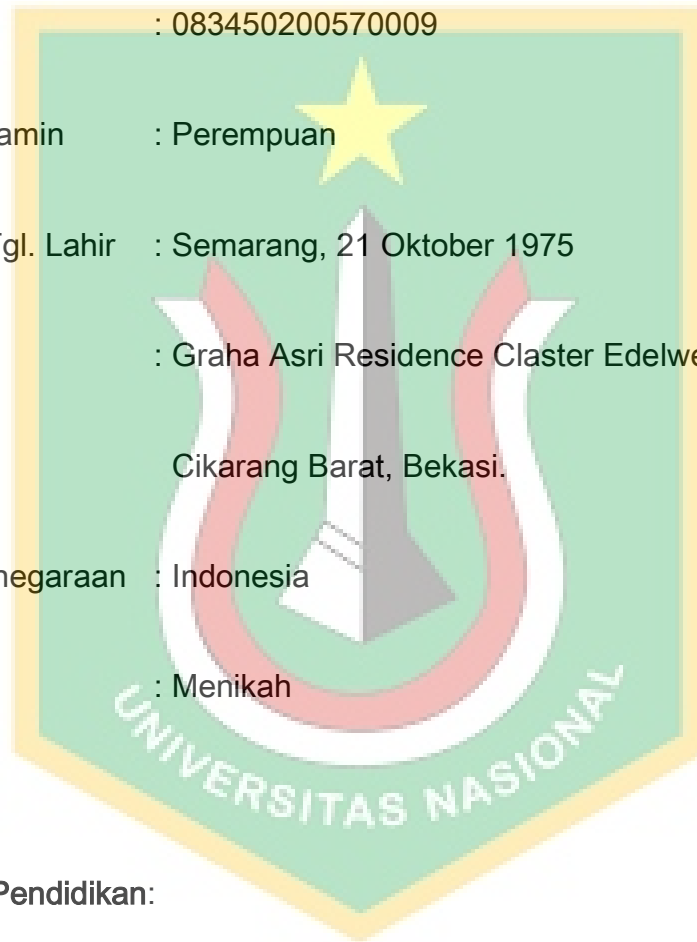 : 083450200570009
amin : Perempuan
Tgl. Lahir : Semarang, 21 Oktober 1975
: Graha Asri Residence Claster Edelwe
Cikarang Barat, Bekasi.
negaraan : Indonesia
: Menikah
UNIVERSITAS NASIONAL
Pendidikan: